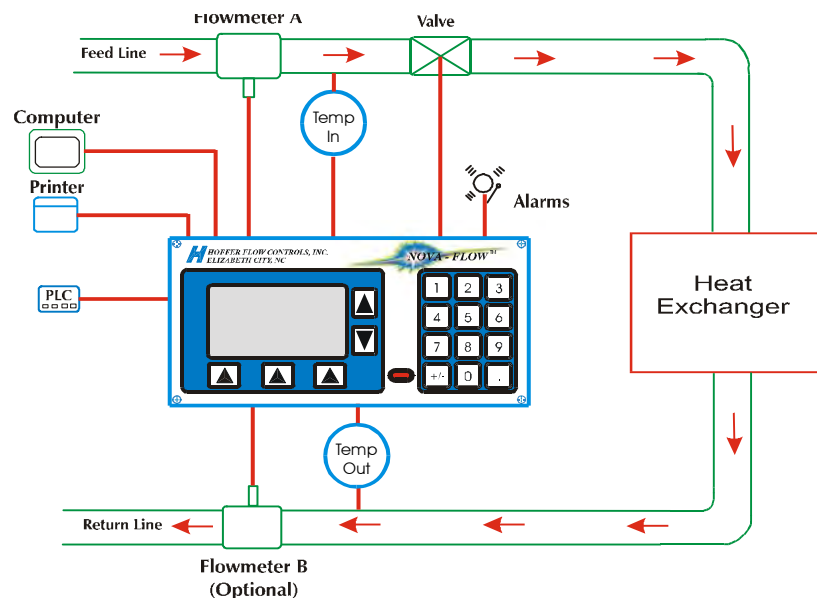 Flowmeter A
Valve
Feed Line
Temp
In
Computer
Printer
Alarms
PLC
H
HOFFER FLOW CONTROLS, INC.
ELIZABETH CITY, NC
NOVA - FLOW™
1 2 3
4 5 6
7 8 9
+/- 0 .
Heat
Exchanger
Temp
Out
Return Line
Flowmeter B
(Optional)